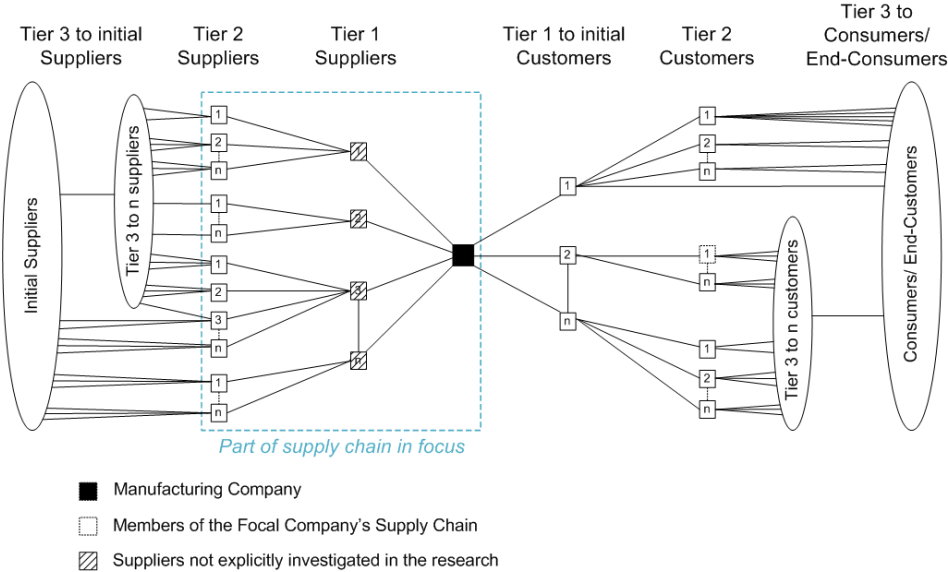 Tier 3 to initial
Suppliers
Tier 2
Suppliers
Tier 1
Suppliers
Tier 1 to initial
Customers
Tier 2
Customers
Tier 3 to
Consumers/
End-Consumers
Initial Suppliers
Tier 3 to n suppliers
1
2
n
1
n
1
2
3
n
1
n
1
2
3
n
1
2
n
1
2
n
1
n
1
2
n
Tier 3 to n customers
Consumers/ End-Customers
Part of supply chain in focus
Manufacturing Company
Members of the Focal Company's Supply Chain
Suppliers not explicitly investigated in the research